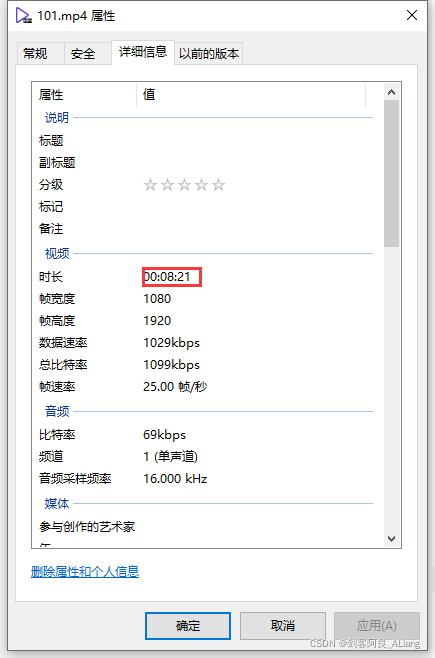 101.mp4 属性
常规 安全 详细信息 以前的版本
属性 值
说明
标题
副标题
分级
标记
备注
视频
时长 00:08:21
帧宽度 1080
帧高度 1920
数据速率 1029kbps
总比特率 1099kbps
帧速率 25.00 帧/秒
音频
比特率 69kbps
频道 1 (单声道)
音频采样频率 16.000 kHz
媒体
参与创作的艺术家
删除属性和个人信息
确定 取消 应用(A)
CSDN @剑客阿良_ALiang